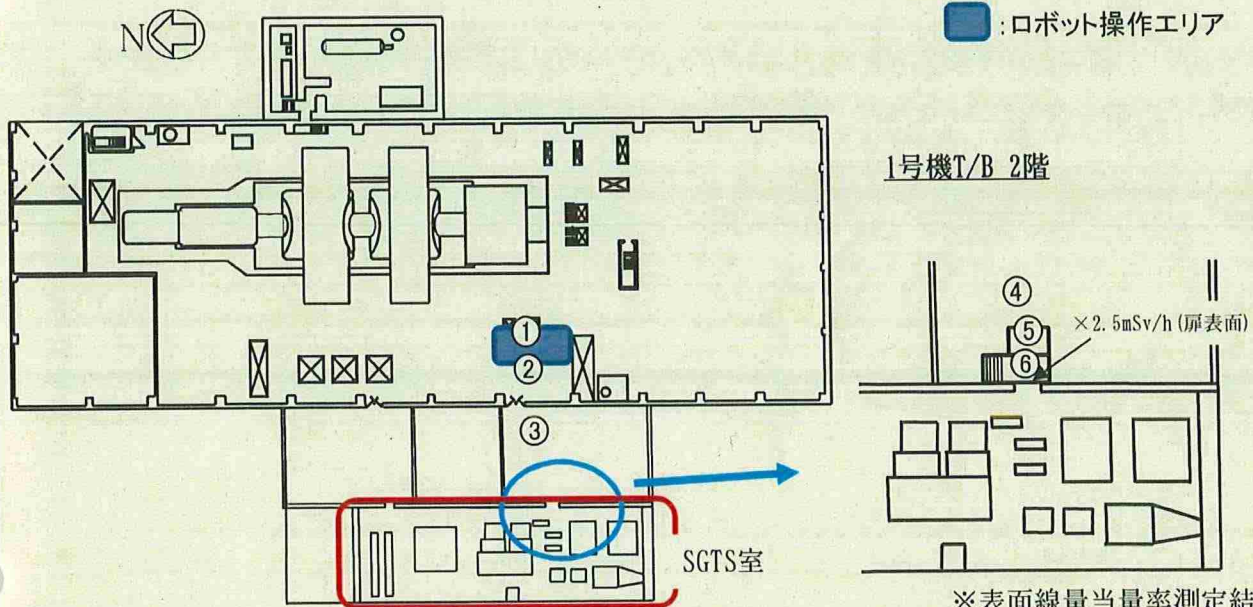 N
:ロボット操作エリア
1号機T/B 2階
①
②
③
④
⑤
×2.5mSv/h(扉表面)
⑥
SGTS室
※表面線量当量率測定結